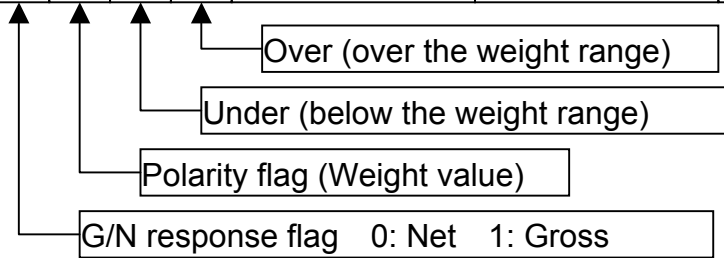 Over (over the weight range)
Under (below the weight range)
Polarity flag (Weight value)
G/N response flag 0: Net 1: Gross